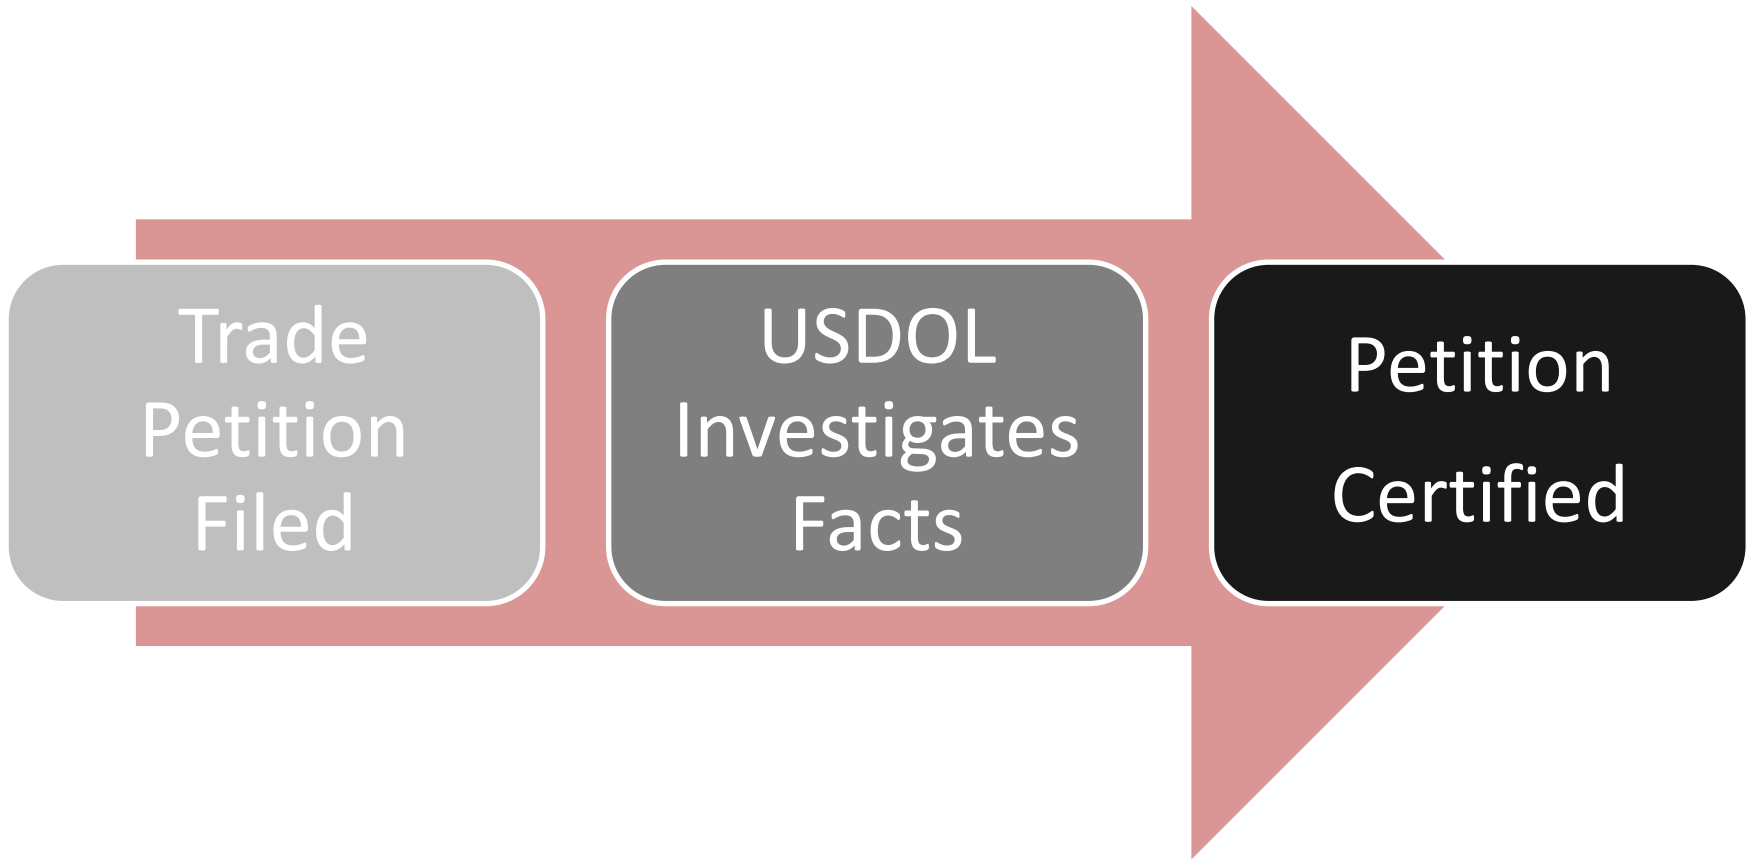 Trade
Petition
Filed
USDOL
Investigates
Facts
Petition
Certified